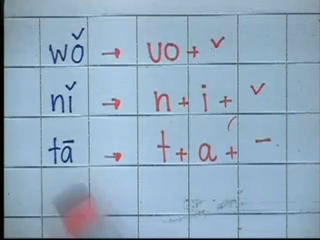 wǒ → uo + ˇ
nǐ → n + i + ˇ
tā → t + a + ˉ